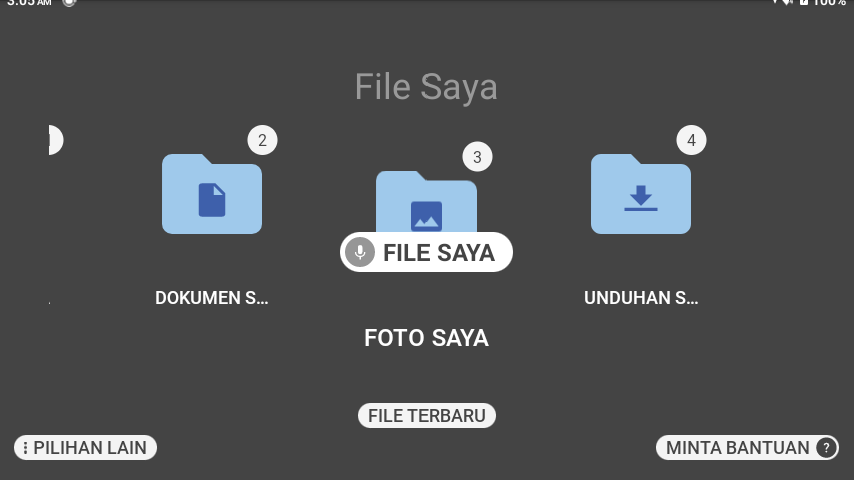 3:05 AM
100%
File Saya
2
3
4
FILE SAYA
DOKUMEN S...
UNDUHAN S...
FOTO SAYA
FILE TERBARU
PILIHAN LAIN
MINTA BANTUAN ?